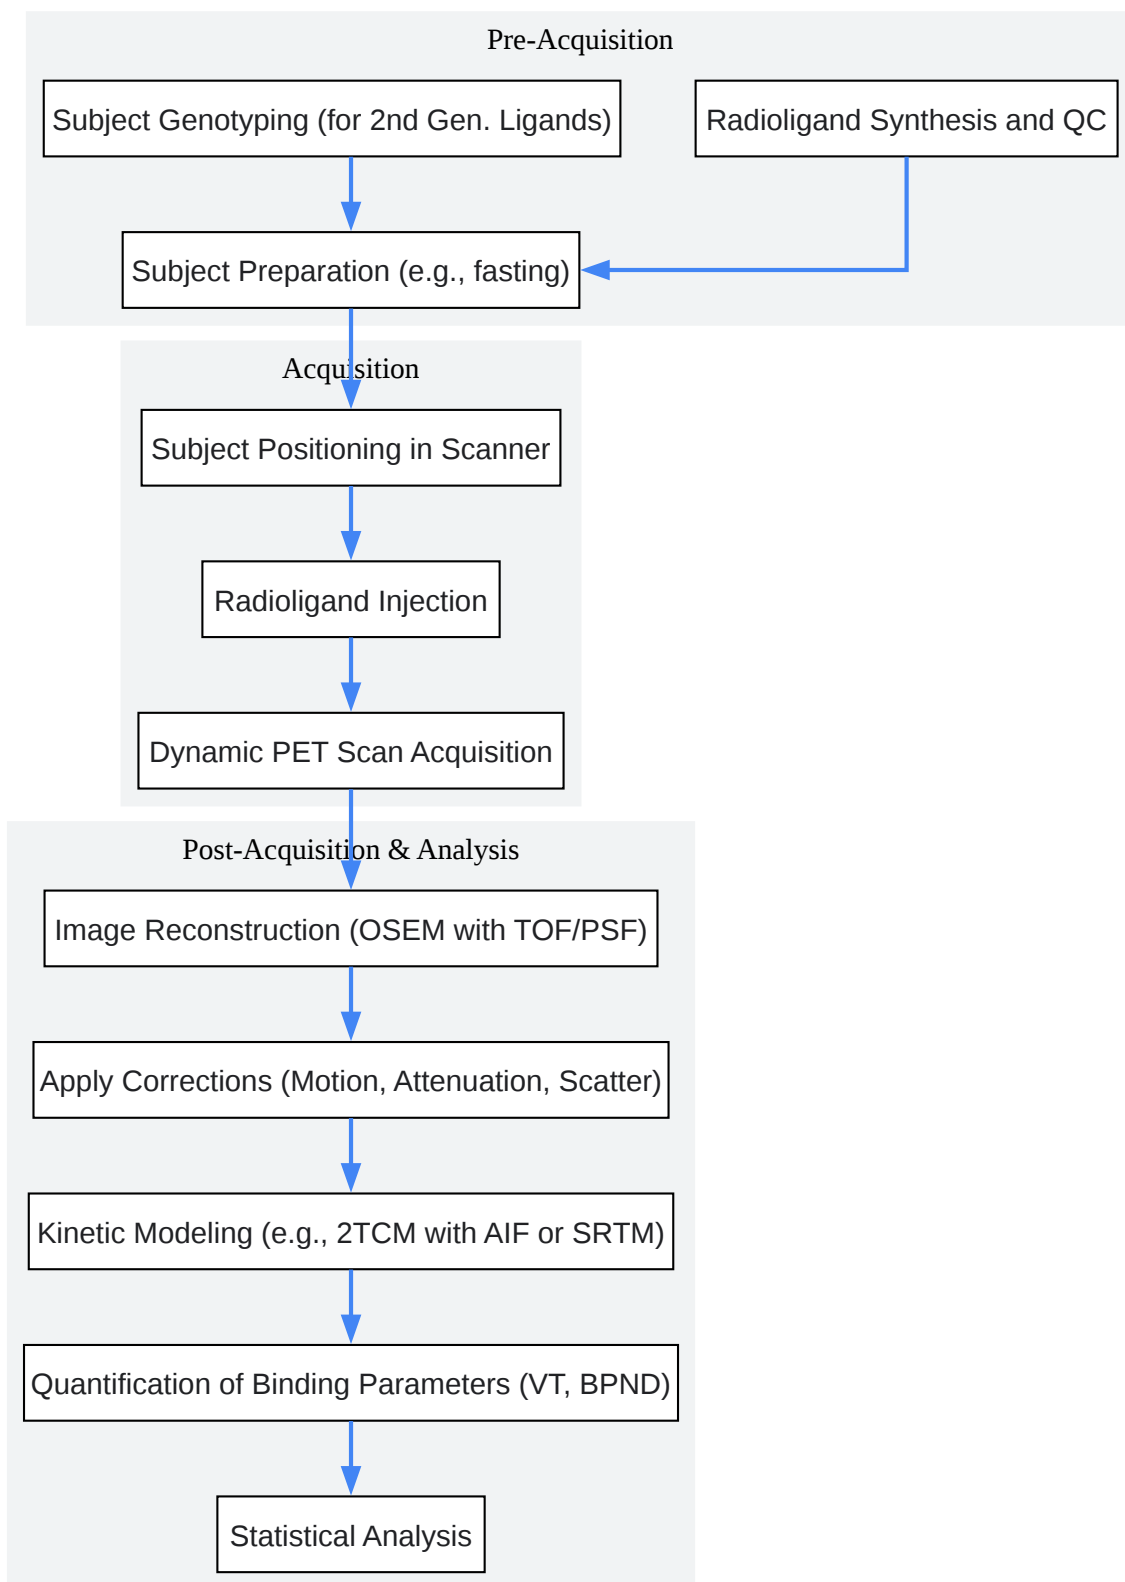 Pre-Acquisition
Subject Genotyping (for 2nd Gen. Ligands)
Radioligand Synthesis and QC
Subject Preparation (e.g., fasting)
Acquisition
Subject Positioning in Scanner
Radioligand Injection
Dynamic PET Scan Acquisition
Post-Acquisition & Analysis
Image Reconstruction (OSEM with TOF/PSF)
Apply Corrections (Motion, Attenuation, Scatter)
Kinetic Modeling (e.g., 2TCM with AIF or SRTM)
Quantification of Binding Parameters (VT, BPND)
Statistical Analysis